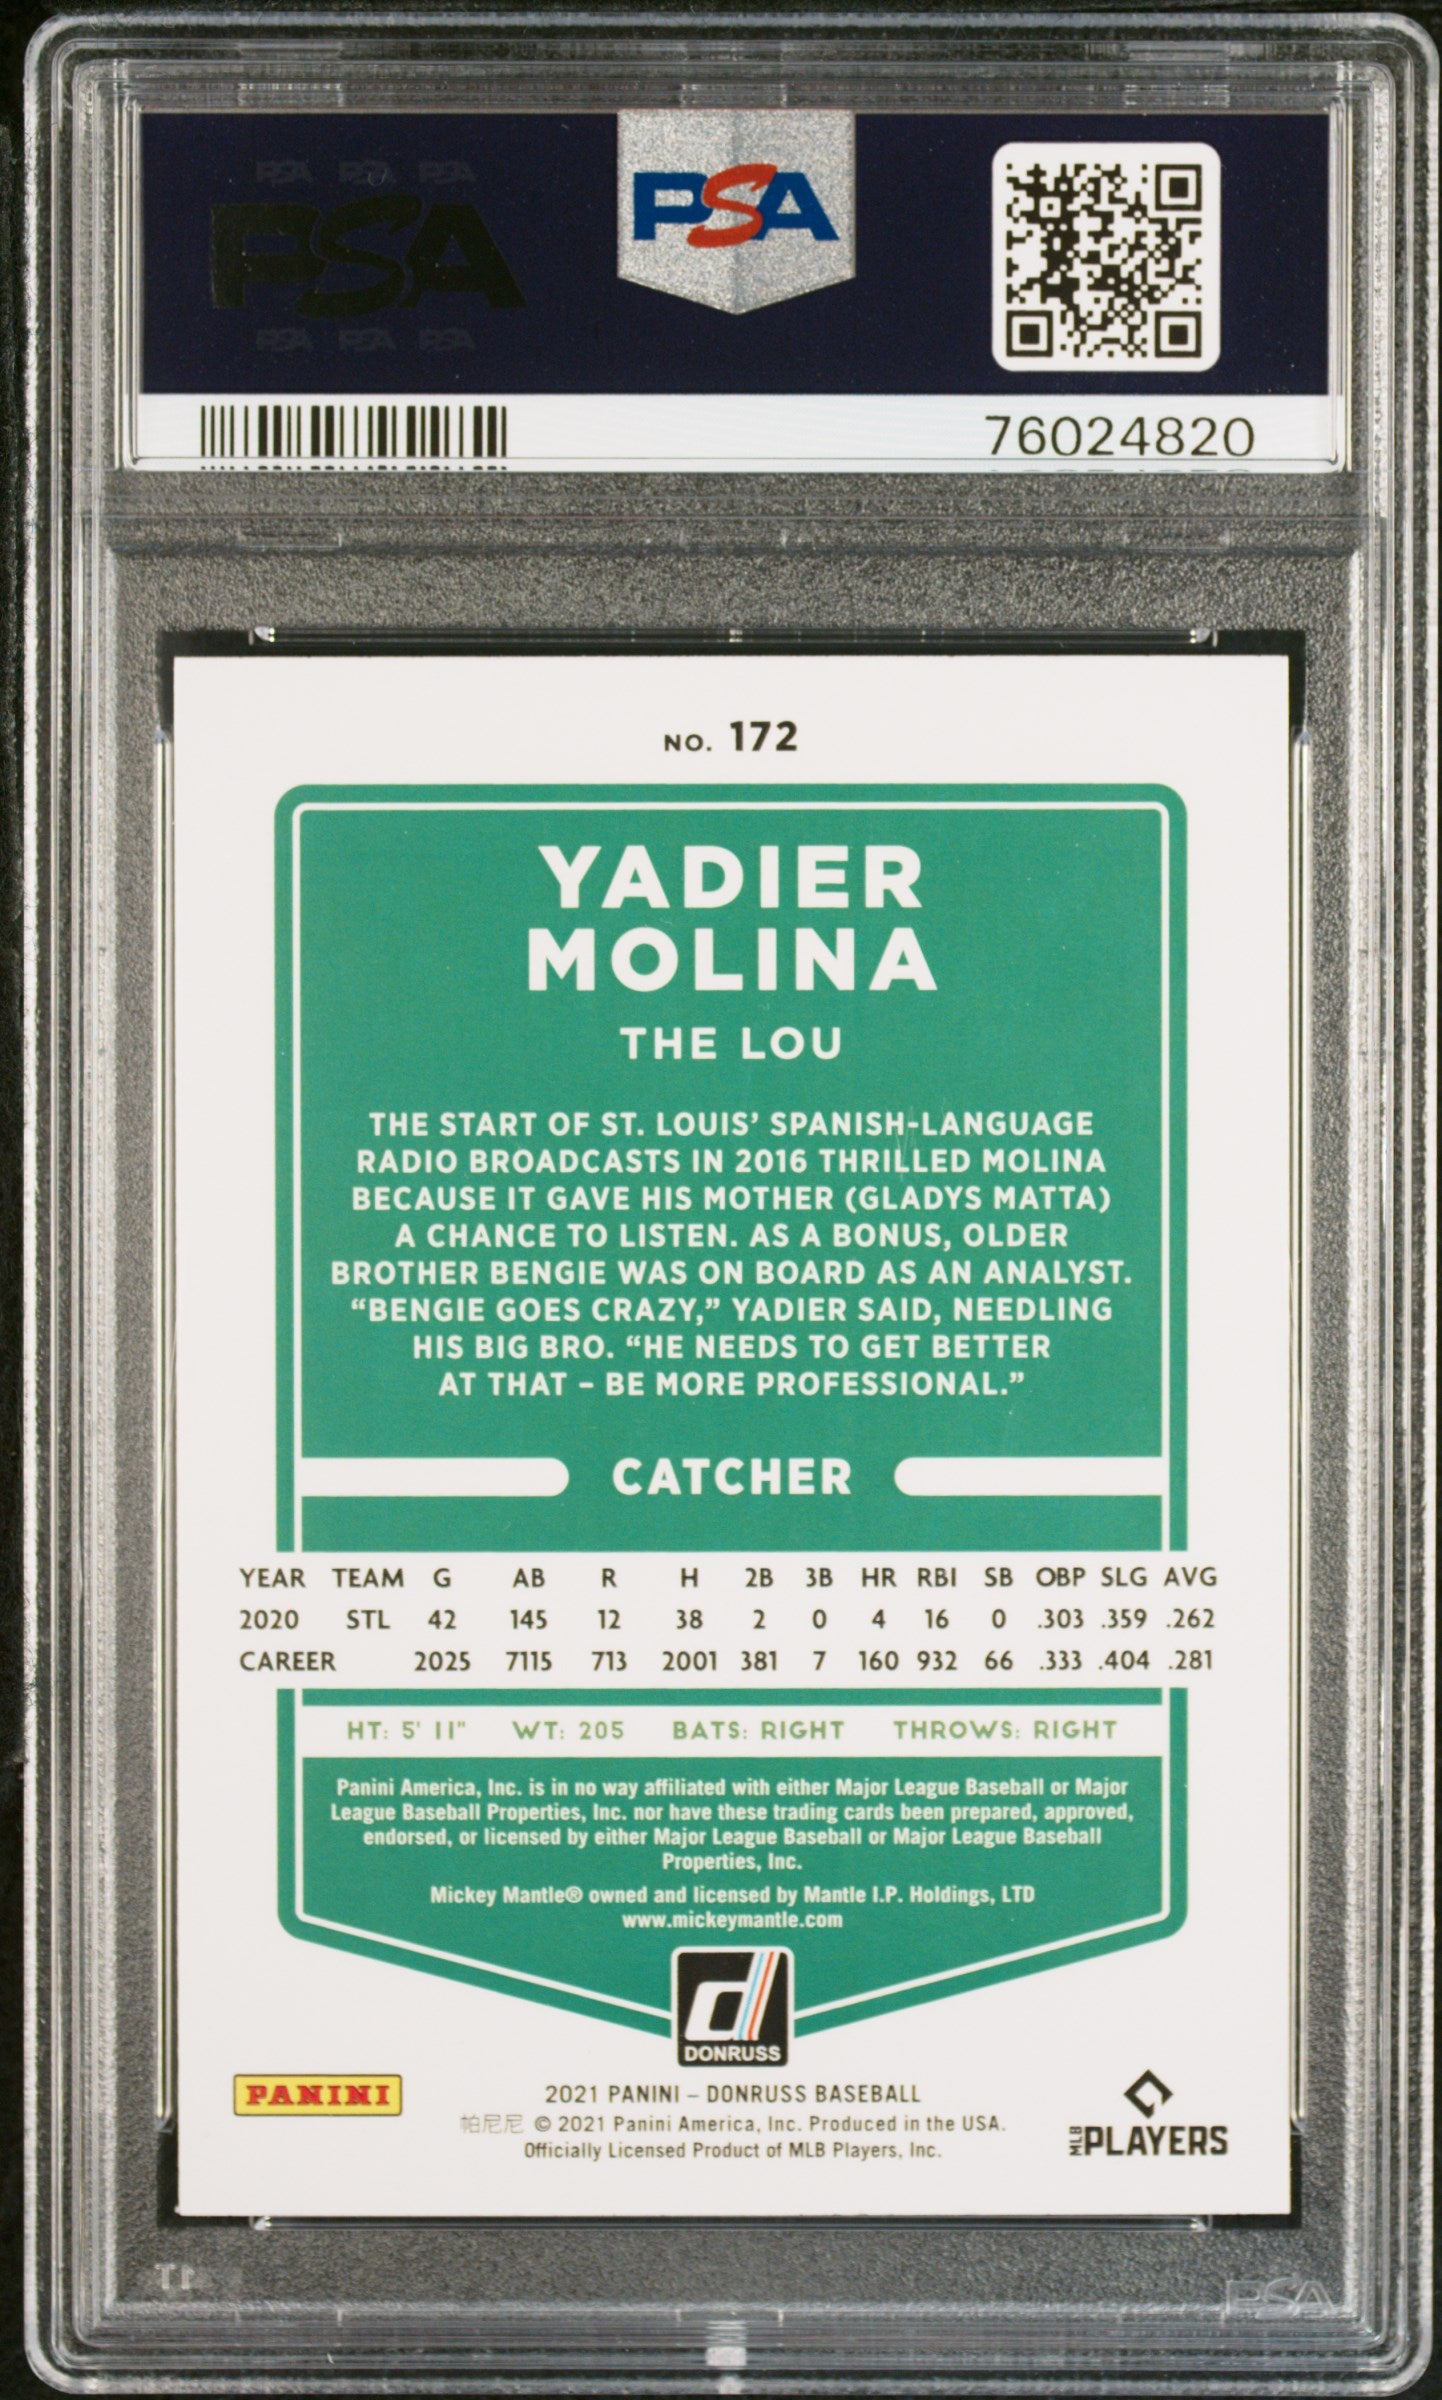 PSA PSA PSA
PSA
PSA PSA PSA
PSA
76024820
NO. 172
YADIER
MOLINA
THE LOU
THE START OF ST. LOUIS’ SPANISH-LANGUAGE
RADIO BROADCASTS IN 2016 THRILLED MOLINA
BECAUSE IT GAVE HIS MOTHER (GLADYS MATTA)
A CHANCE TO LISTEN. AS A BONUS, OLDER
BROTHER BENGIE WAS ON BOARD AS AN ANALYST.
“BENGIE GOES CRAZY,” YADIER SAID, NEEDLING
HIS BIG BRO. “HE NEEDS TO GET BETTER
AT THAT – BE MORE PROFESSIONAL.”
CATCHER
YEAR TEAM G AB R H 2B 3B HR RBI SB OBP SLG AVG
2020 STL 42 145 12 38 2 0 4 16 0 .303 .359 .262
CAREER 2025 7115 713 2001 381 7 160 932 66 .333 .404 .281
HT: 5' 11" WT: 205 BATS: RIGHT THROWS: RIGHT
Panini America, Inc. is in no way affiliated with either Major League Baseball or Major
League Baseball Properties, Inc. nor have these trading cards been prepared, approved,
endorsed, or licensed by either Major League Baseball or Major League Baseball
Properties, Inc.
Mickey Mantle® owned and licensed by Mantle I.P. Holdings, LTD
www.mickeymantle.com
d
DONRUSS
PANINI
2021 PANINI – DONRUSS BASEBALL
帕尼尼 © 2021 Panini America, Inc. Produced in the USA.
Officially Licensed Product of MLB Players, Inc.
MLB PLAYERS
PSA